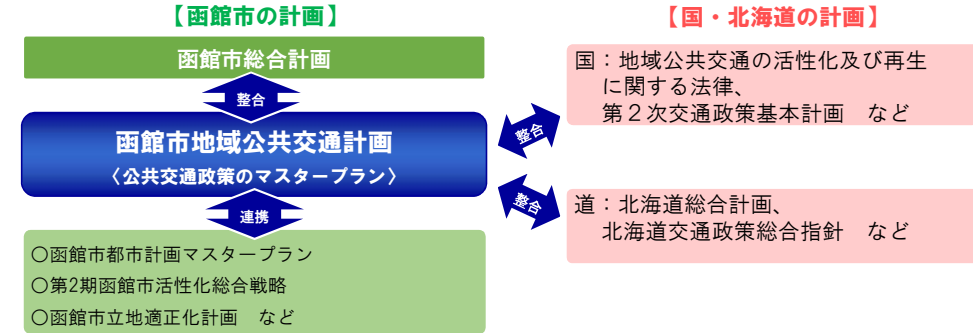 【函館市の計画】
函館市総合計画
整合
函館市地域公共交通計画
〈公共交通政策のマスタープラン〉
連携
○函館市都市計画マスタープラン
○第2期函館市活性化総合戦略
○函館市立地適正化計画　など
【国・北海道の計画】
整合
国：地域公共交通の活性化及び再生
に関する法律、
第２次交通政策基本計画　など
整合
道：北海道総合計画、
北海道交通政策総合指針　など